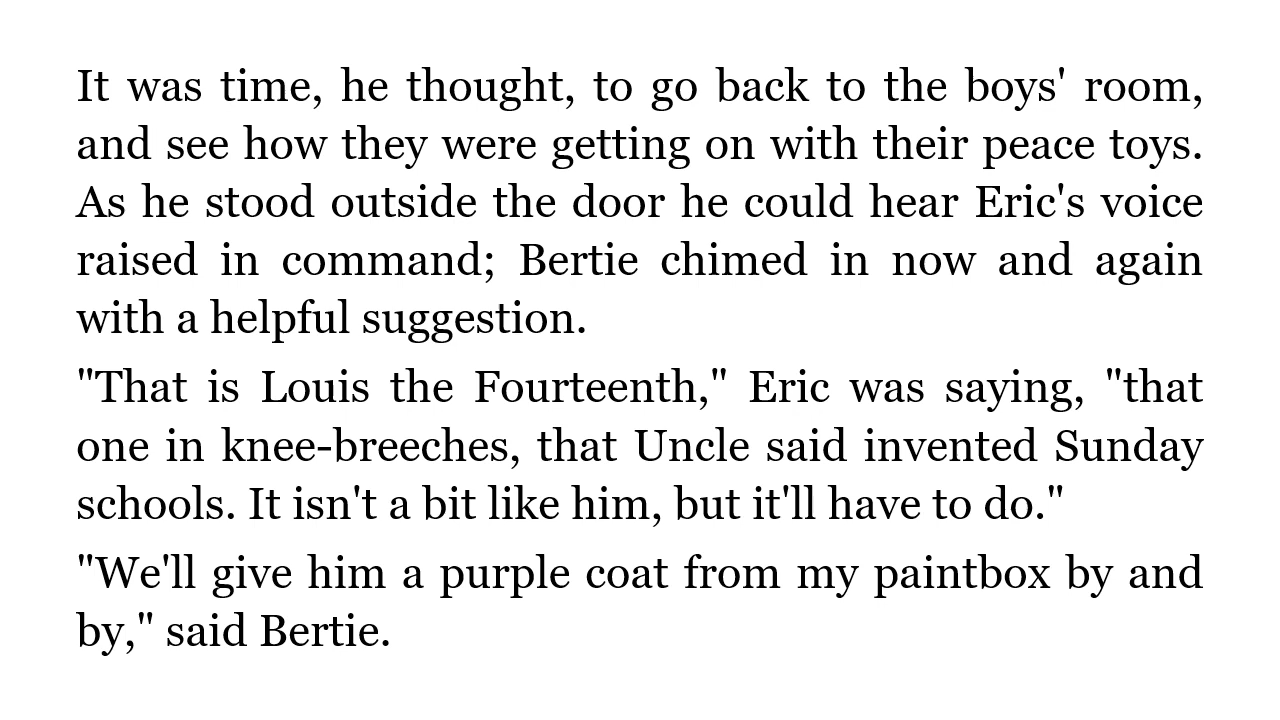 It was time, he thought, to go back to the boys' room,
and see how they were getting on with their peace toys.
As he stood outside the door he could hear Eric's voice
raised in command; Bertie chimed in now and again
with a helpful suggestion.
"That is Louis the Fourteenth," Eric was saying, "that
one in knee-breeches, that Uncle said invented Sunday
schools. It isn't a bit like him, but it'll have to do."
"We'll give him a purple coat from my paintbox by and
by," said Bertie.